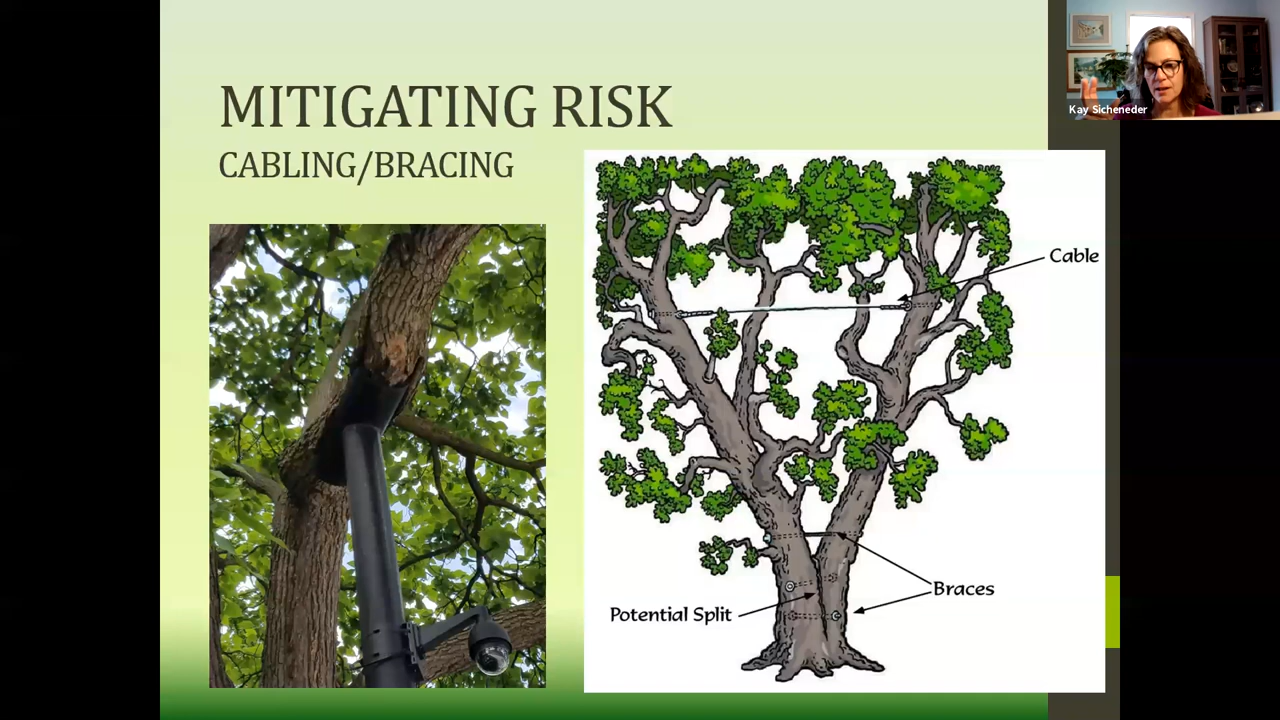 MITIGATING RISK
CABLING/BRACING
Kay Sicheneder
Cable
Braces
Potential Split